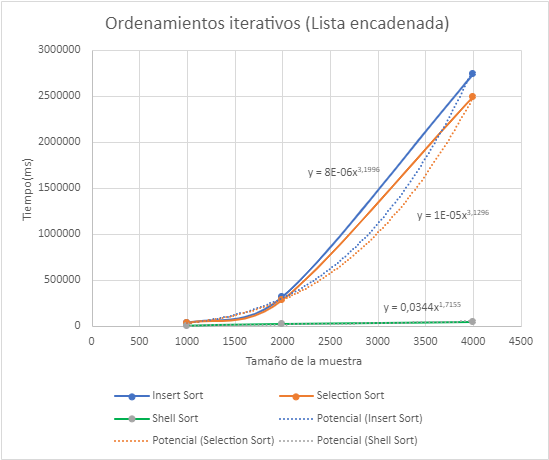 Ordenamientos iterativos (Lista encadenada)
3000000
2500000
2000000
1500000
1000000
500000
0
Tiempo(ms)
y = 8E-06x^3,1996
y = 1E-05x^3,1296
y = 0,0344x^1,7155
0 500 1000 1500 2000 2500 3000 3500 4000 4500
Tamaño de la muestra
Insert Sort Selection Sort
Shell Sort Potencial (Insert Sort)
Potencial (Selection Sort) Potencial (Shell Sort)